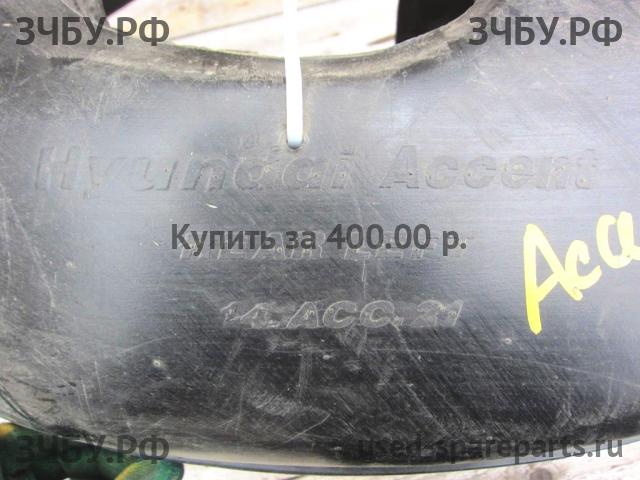 ЗЧБУ.РФ
ЗЧБУ.РФ
Hyundai Accent
Купить за 400.00 р.
Acc
14.ACC.21
ЗЧБУ.РФ
used-spareparts.ru